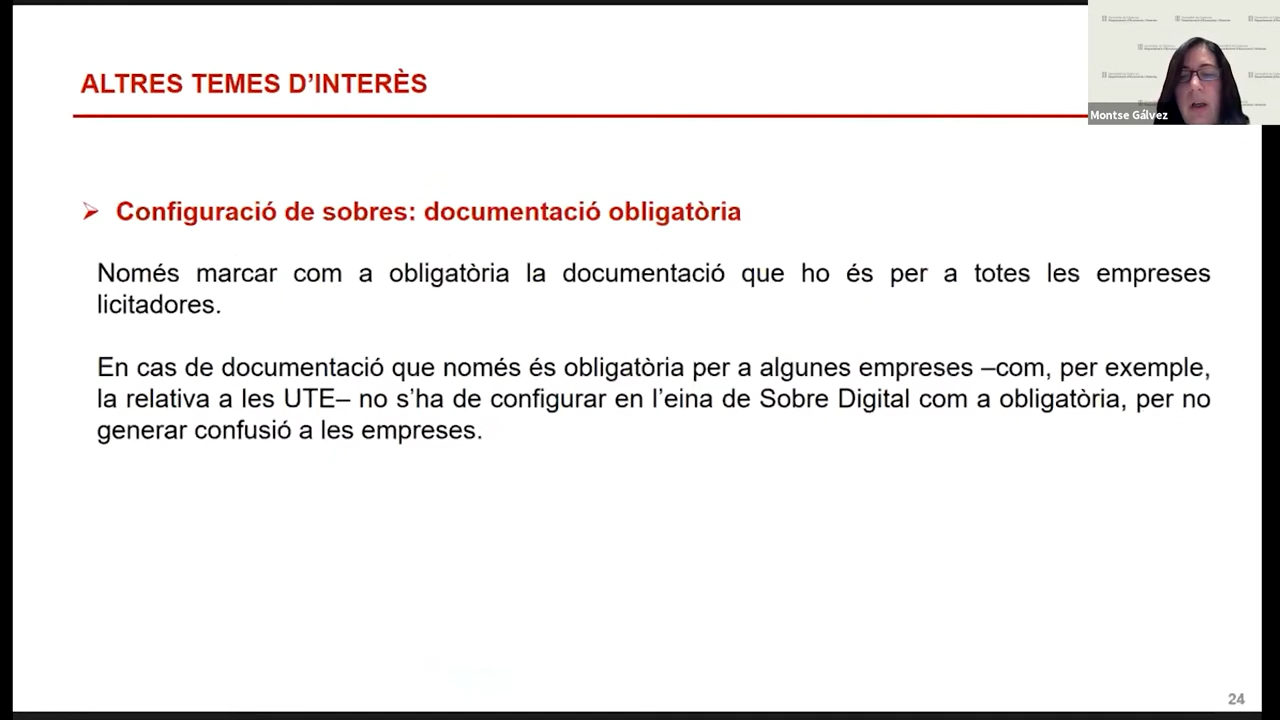 ALTRES TEMES D’INTERÈS
Montse Gálvez
➢ Configuració de sobres: documentació obligatòria
Només marcar com a obligatòria la documentació que ho és per a totes les empreses
licitadores.
En cas de documentació que només és obligatòria per a algunes empreses –com, per exemple,
la relativa a les UTE– no s’ha de configurar en l’eina de Sobre Digital com a obligatòria, per no
generar confusió a les empreses.
24